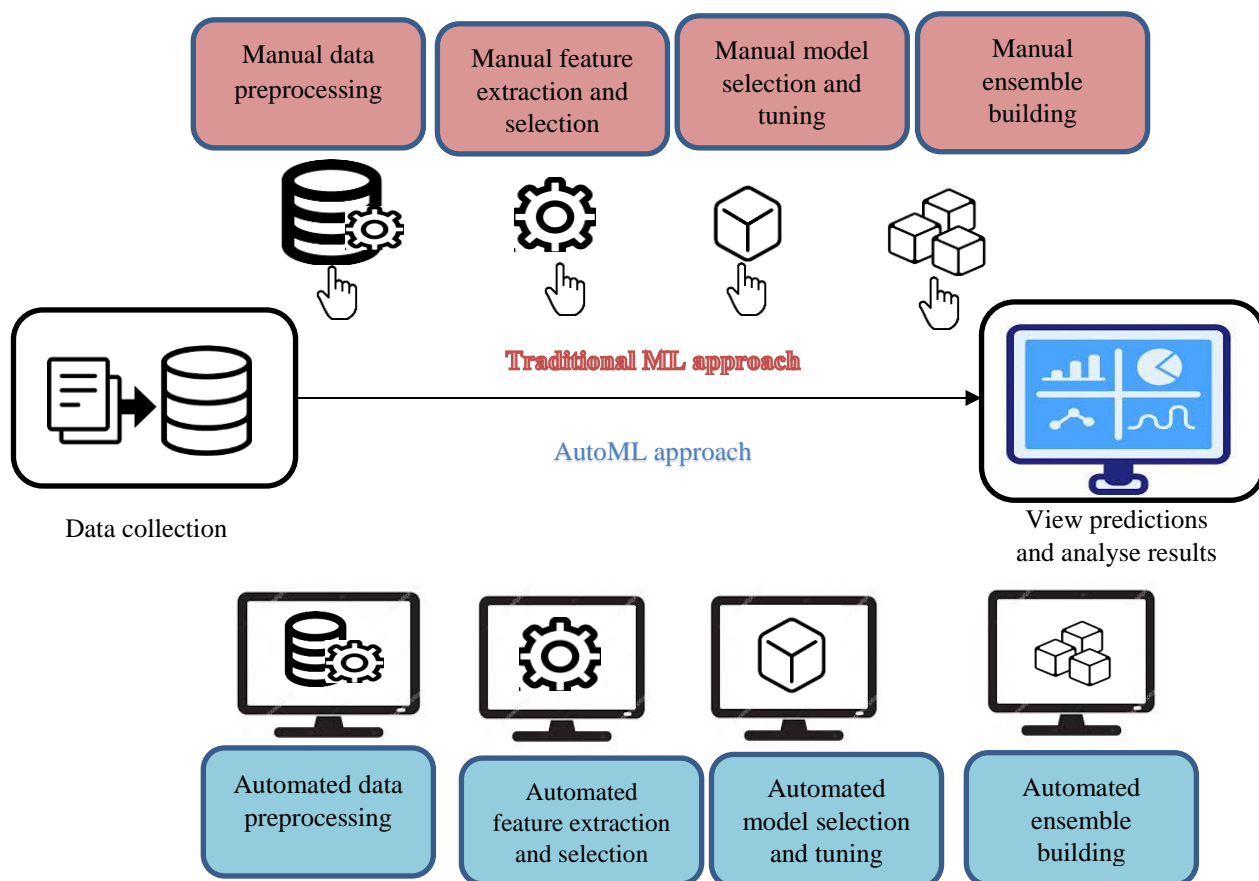 Manual data
preprocessing
Manual feature
extraction and
selection
Manual model
selection and
tuning
Manual
ensemble
building
Traditional ML approach
AutoML approach
Data collection
View predictions
and analyse results
Automated data
preprocessing
Automated
feature extraction
and selection
Automated
model selection
and tuning
Automated
ensemble
building